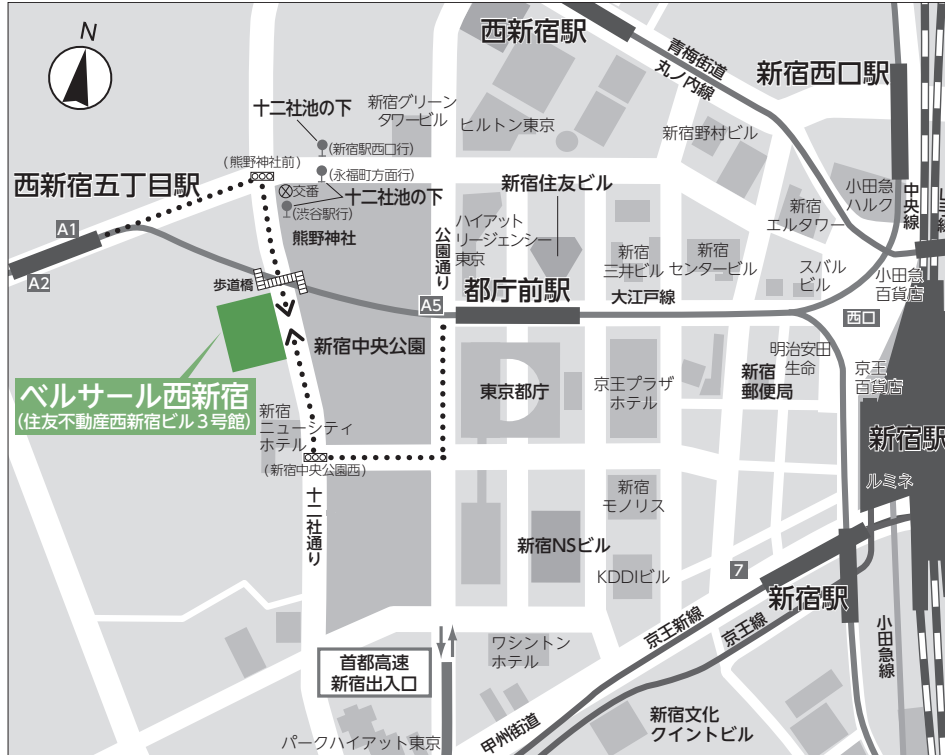 N
西新宿駅
青梅街道
丸ノ内線
新宿西口駅
十二社池の下
新宿グリーン
タワービル
ヒルトン東京
新宿野村ビル
(新宿駅西口行)
(熊野神社前)
(永福町方面行)
西新宿五丁目駅
交番
十二社池の下
新宿住友ビル
小田急
ハルク
中央線
(渋谷駅行)
熊野神社
公園通り
ハイアット
リージェンシー
東京
新宿
三井ビル
新宿
センタービル
新宿
エルタワー
スバル
ビル
小田急
百貨店
A1
A2
歩道橋
A5
都庁前駅
大江戸線
西口
新宿中央公園
明治安田
生命
京王
百貨店
ベルサール西新宿
(住友不動産西新宿ビル3号館)
東京都庁
京王プラザ
ホテル
新宿
郵便局
新宿
ニューシティ
ホテル
新宿駅
(新宿中央公園西)
ルミネ
十二社通り
新宿
モノリス
新宿NSビル
KDDIビル
7
新宿駅
京王新線
京王線
小田急線
ワシントン
ホテル
首都高速
新宿出入口
甲州街道
新宿文化
クイントビル
パークハイアット東京